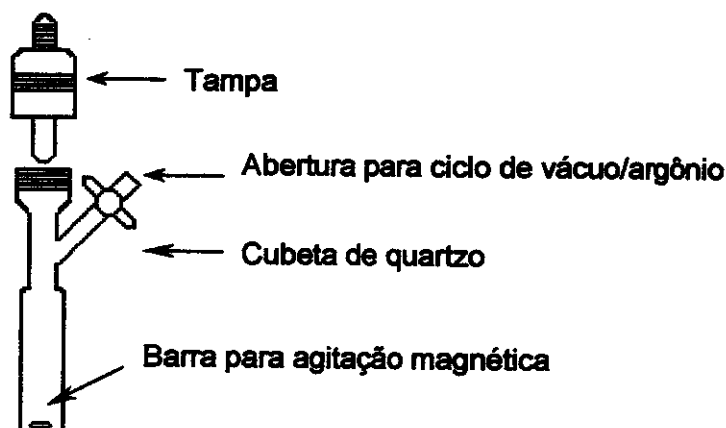 Tampa
Abertura para ciclo de vácuo/argônio
Cubeta de quartzo
Barra para agitação magnética